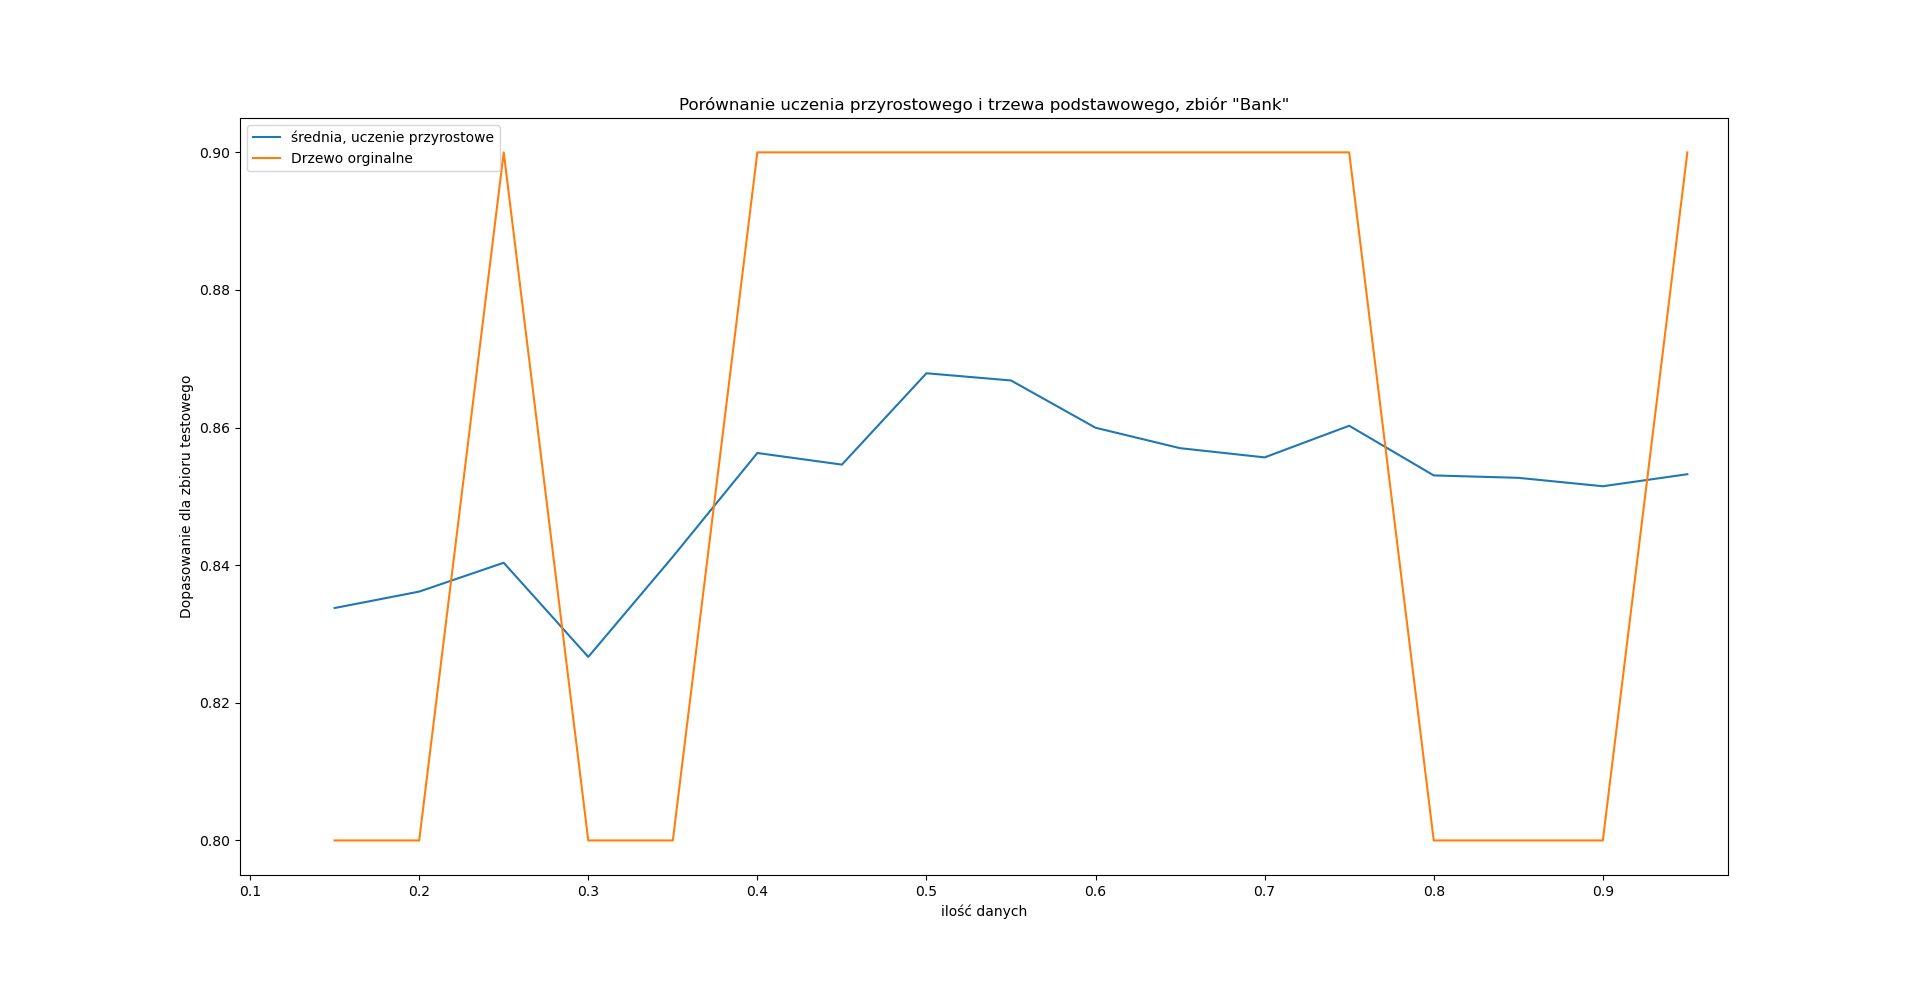 Porównanie uczenia przyrostowego i trzewa podstawowego, zbiór "Bank"
średnia, uczenie przyrostowe
Drzewo orginalne
Dopasowanie dla zbioru testowego
0.90
0.88
0.86
0.84
0.82
0.80
0.1 0.2 0.3 0.4 0.5 0.6 0.7 0.8 0.9
ilość danych